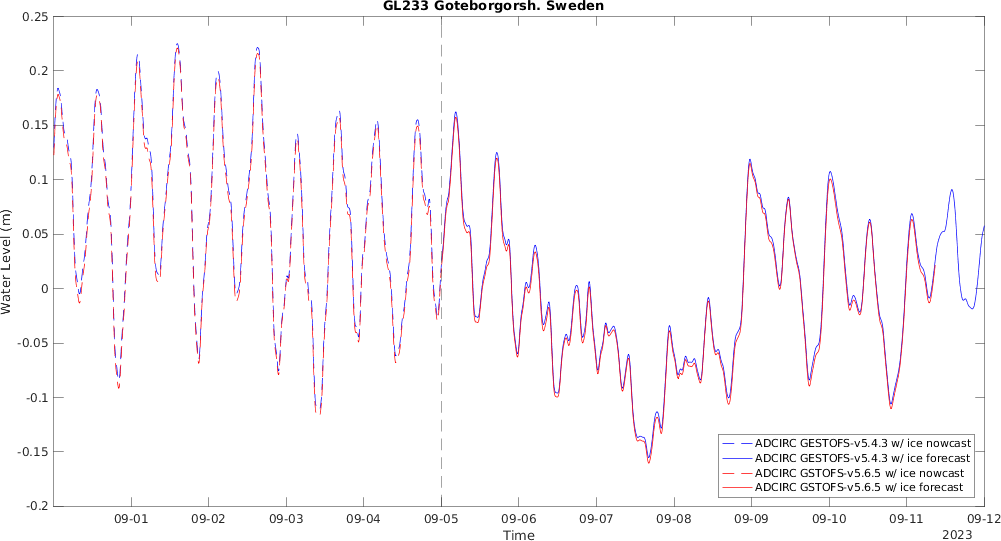 GL233 Goteborgorsh. Sweden
Water Level (m)
0.25
0.2
0.15
0.1
0.05
0
-0.05
-0.1
-0.15
-0.2
ADCIRC GESTOFS-v5.4.3 w/ ice nowcast
ADCIRC GESTOFS-v5.4.3 w/ ice forecast
ADCIRC GSTOFS-v5.6.5 w/ ice nowcast
ADCIRC GSTOFS-v5.6.5 w/ ice forecast
09-01 09-02 09-03 09-04 09-05 09-06 09-07 09-08 09-09 09-10 09-11 09-12
Time
2023